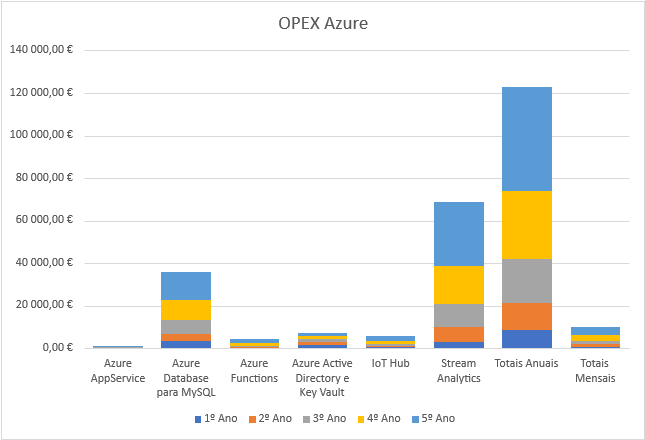 OPEX Azure
140 000,00 €
120 000,00 €
100 000,00 €
80 000,00 €
60 000,00 €
40 000,00 €
20 000,00 €
0,00 €
Azure
AppService
Azure
Database
para MySQL
Azure
Functions
Azure Active
Directory e
Key Vault
IoT Hub
Stream
Analytics
Totais Anuais
Totais
Mensais
1º Ano
2º Ano
3º Ano
4º Ano
5º Ano